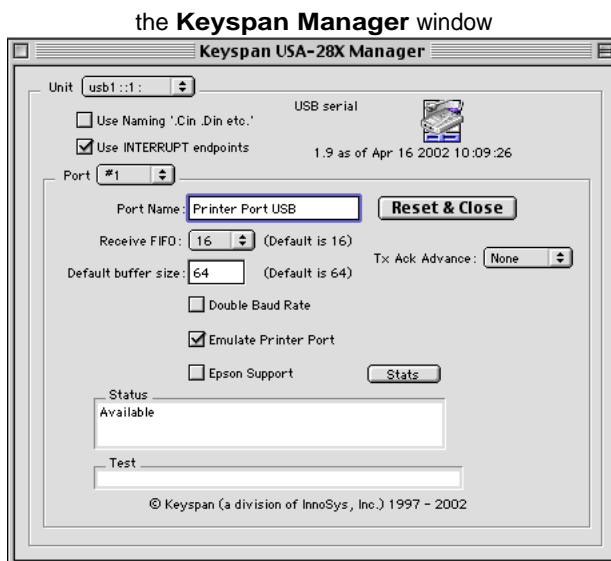 the Keyspan Manager window
Keyspan USA-28X Manager
Unit usb1::1:
USB serial
Use Naming '.Cin .Din etc.'
Use INTERRUPT endpoints
1.9 as of Apr 16 2002 10:09:26
Port #1
Port Name: Printer Port USB
Reset & Close
Receive FIFO: 16 (Default is 16)
Tx Ack Advance: None
Default buffer size: 64 (Default is 64)
Double Baud Rate
Emulate Printer Port
Epson Support
Stats
Status
Available
Test
© Keyspan (a division of InnoSys, Inc.) 1997 - 2002